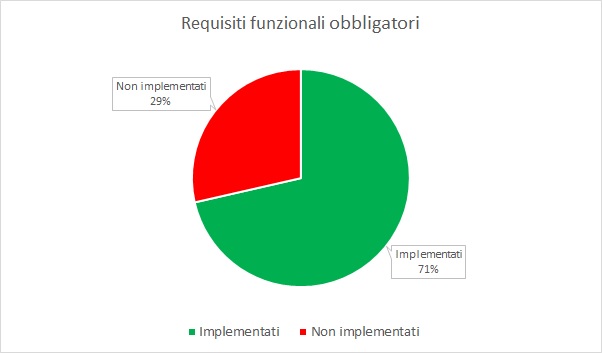 Requisiti funzionali obbligatori
Non implementati
29%
Implementati
71%
Implementati
Non implementati